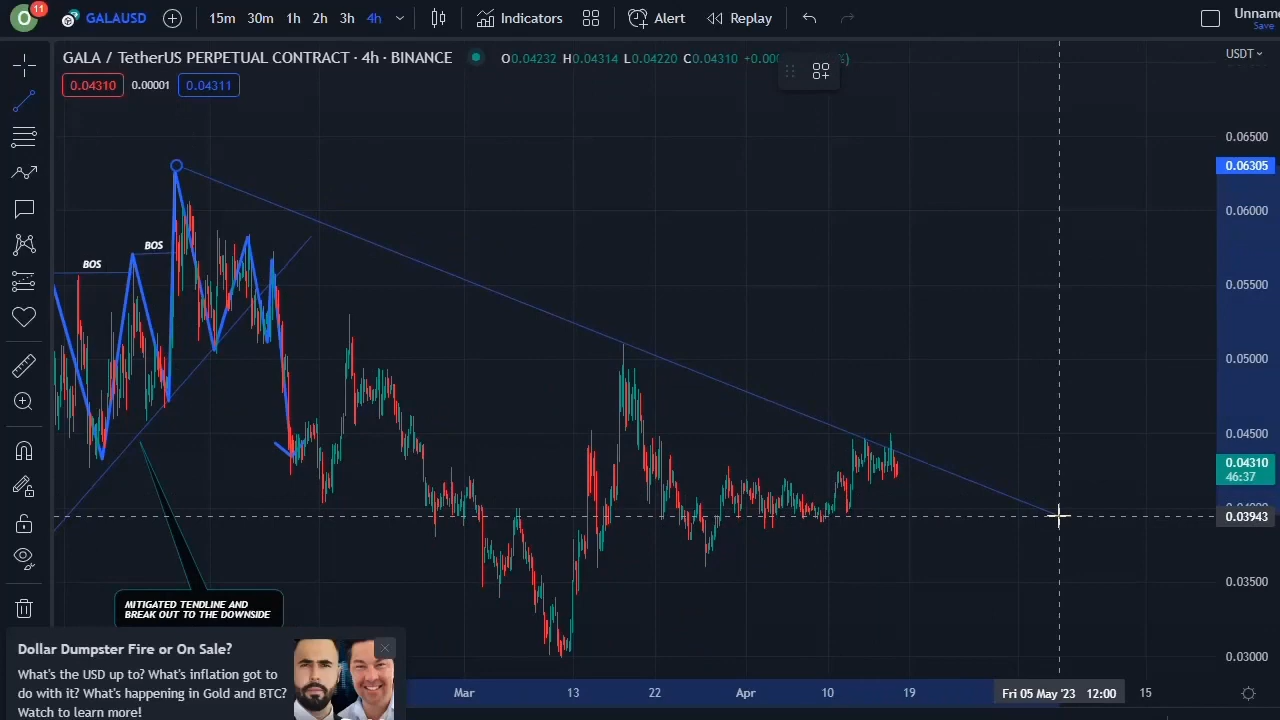 O 11 GALAUSD 15m 30m 1h 2h 3h 4h Indicators Alert Replay Unnam
Save
GALA / TetherUS PERPETUAL CONTRACT · 4h · BINANCE O0.04232 H0.04314 L0.04220 C0.04310 +0.00
USDT
0.04310 0.00001 0.04311
0.06500
0.06305
0.06000
BOS
BOS
0.05500
0.05000
0.04500
0.04310
46:37
0.03943
0.03500
MITIGATED TENDLINE AND
BREAK OUT TO THE DOWNSIDE
0.03000
Dollar Dumpster Fire or On Sale?
What's the USD up to? What's inflation got to
do with it? What's happening in Gold and BTC?
Watch to learn more!
Mar 13 22 Apr 10 19 Fri 05 May '23 12:00 15